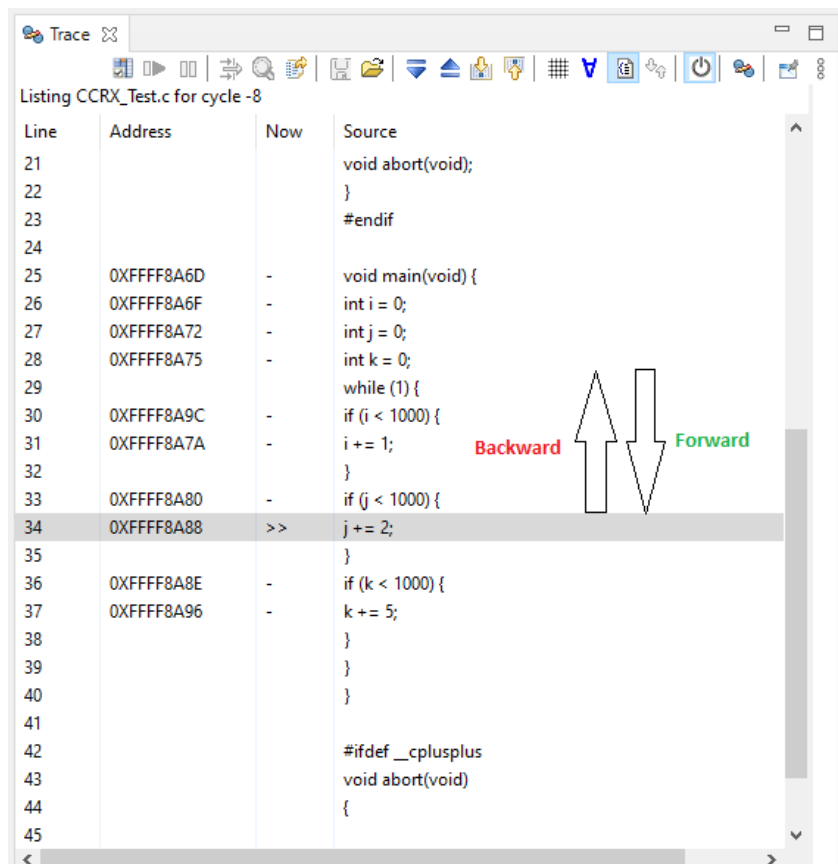 Trace
Listing CCRX_Test.c for cycle -8
Line Address Now Source
21 void abort(void);
22 }
23 #endif
24
25 0XFFFF8A6D - void main(void) {
26 0XFFFF8A6F - int i = 0;
27 0XFFFF8A72 - int j = 0;
28 0XFFFF8A75 - int k = 0;
29 while (1) {
30 0XFFFF8A9C - if (i < 1000) {
31 0XFFFF8A7A - i += 1;
Backward Forward
32 }
33 0XFFFF8A80 - if (j < 1000) {
34 0XFFFF8A88 >> j += 2;
35 }
36 0XFFFF8A8E - if (k < 1000) {
37 0XFFFF8A96 - k += 5;
38 }
39 }
40 }
41
42 #ifdef __cplusplus
43 void abort(void)
44 {
45